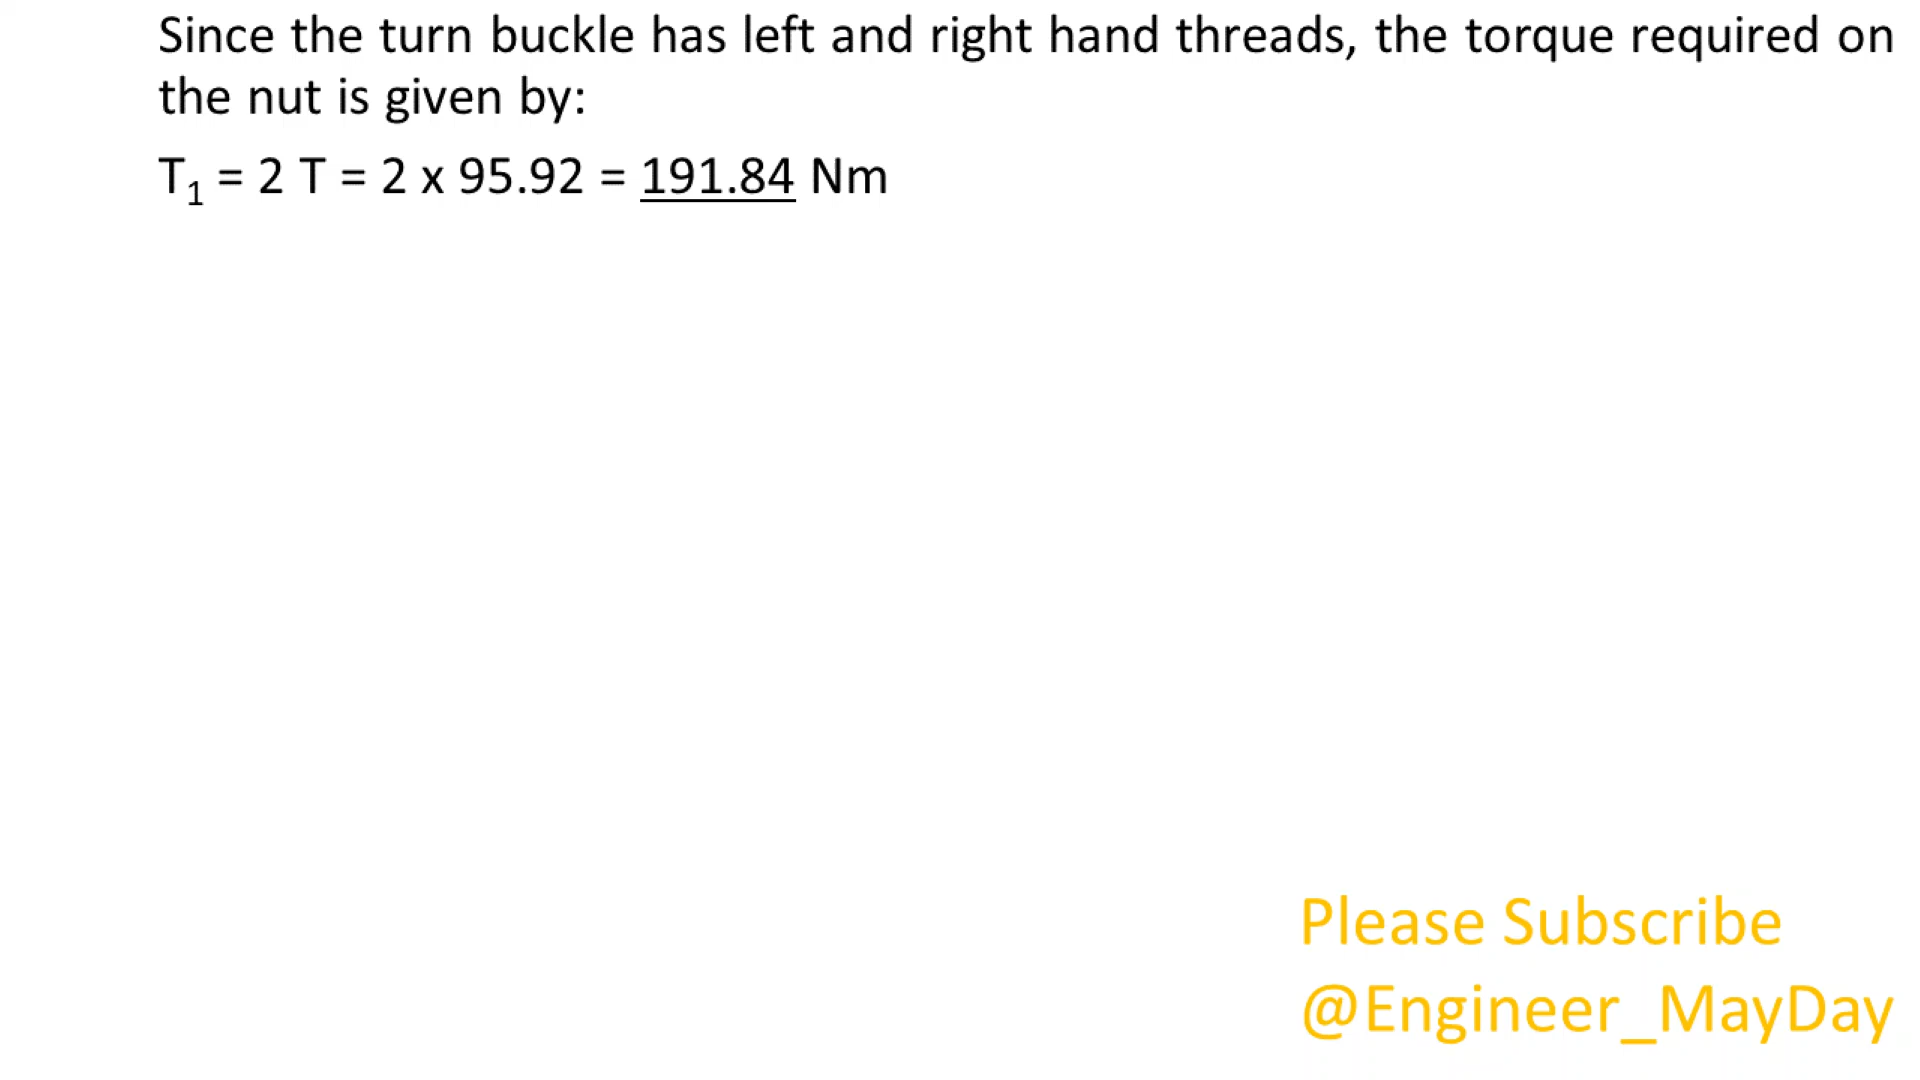 Since the turn buckle has left and right hand threads, the torque required on
the nut is given by:
T₁ = 2 T = 2 x 95.92 = 191.84 Nm
Please Subscribe
@Engineer_MayDay